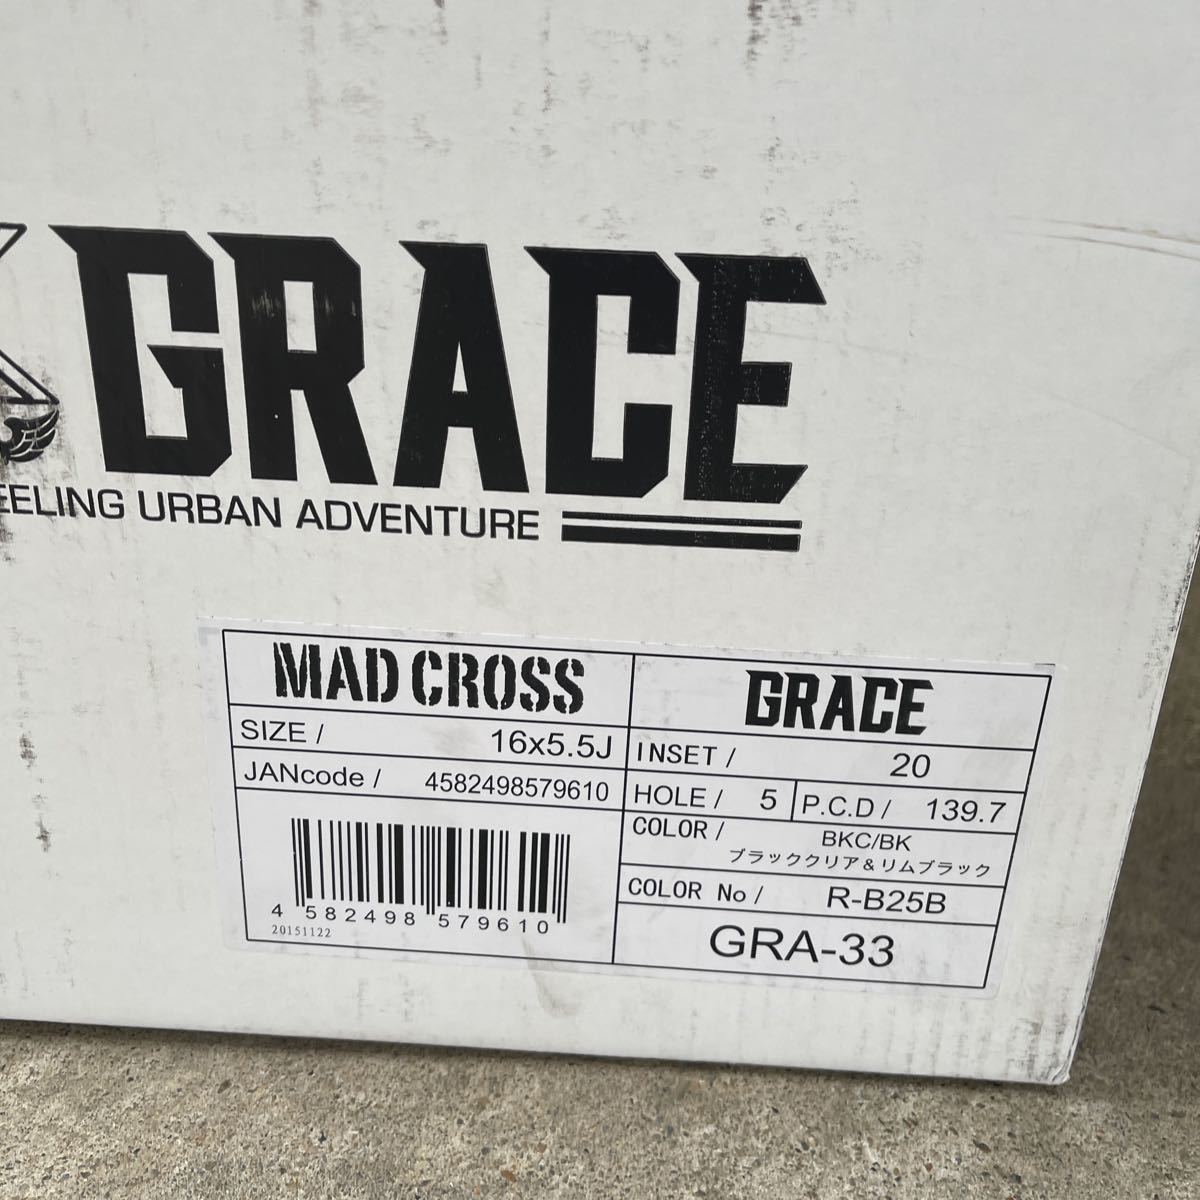 GRACE
EELING URBAN ADVENTURE
MAD CROSS
GRACE
SIZE / 16x5.5J
INSET / 20
JANcode / 4582498579610
HOLE / 5 P.C.D / 139.7
COLOR / BKC/BK
ブラッククリア&リムブラック
COLOR No / R-B25B
4 582498 579610
20151122
GRA-33